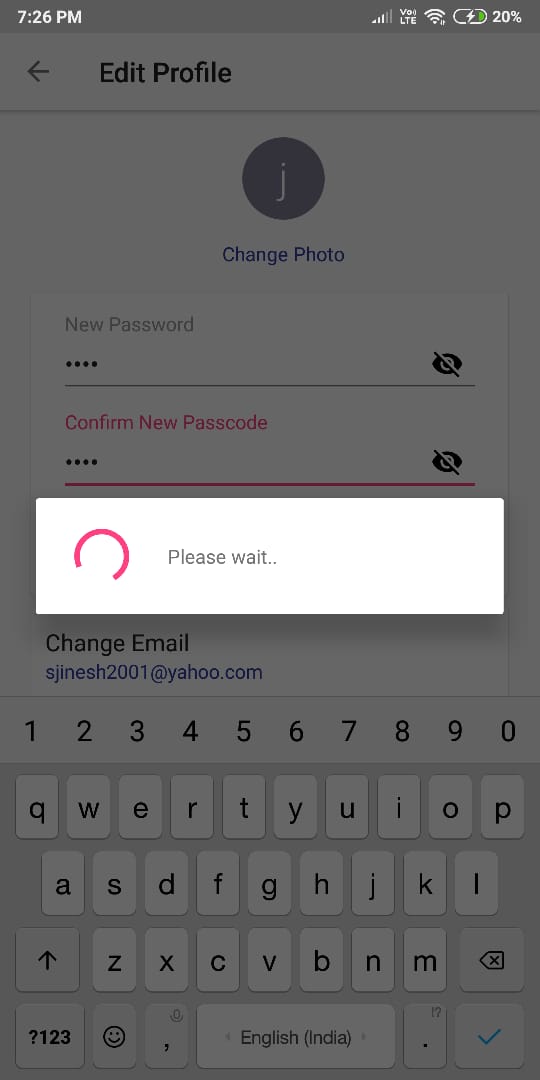 7:26 PM Vo)) LTE 20%
Edit Profile
j
Change Photo
New Password
••••
Confirm New Passcode
••••
Please wait..
Change Email
sjinesh2001@yahoo.com
1 2 3 4 5 6 7 8 9 0
q w e r t y u i o p
a s d f g h j k l
z x c v b n m
?123 , English (India) . !?